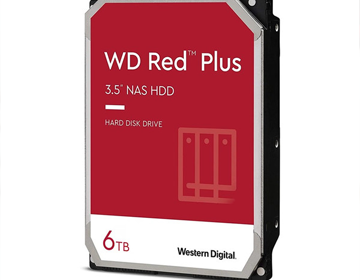 WD Red™ Plus
3.5" NAS HDD
HARD DISK DRIVE
6TB
Western Digital.